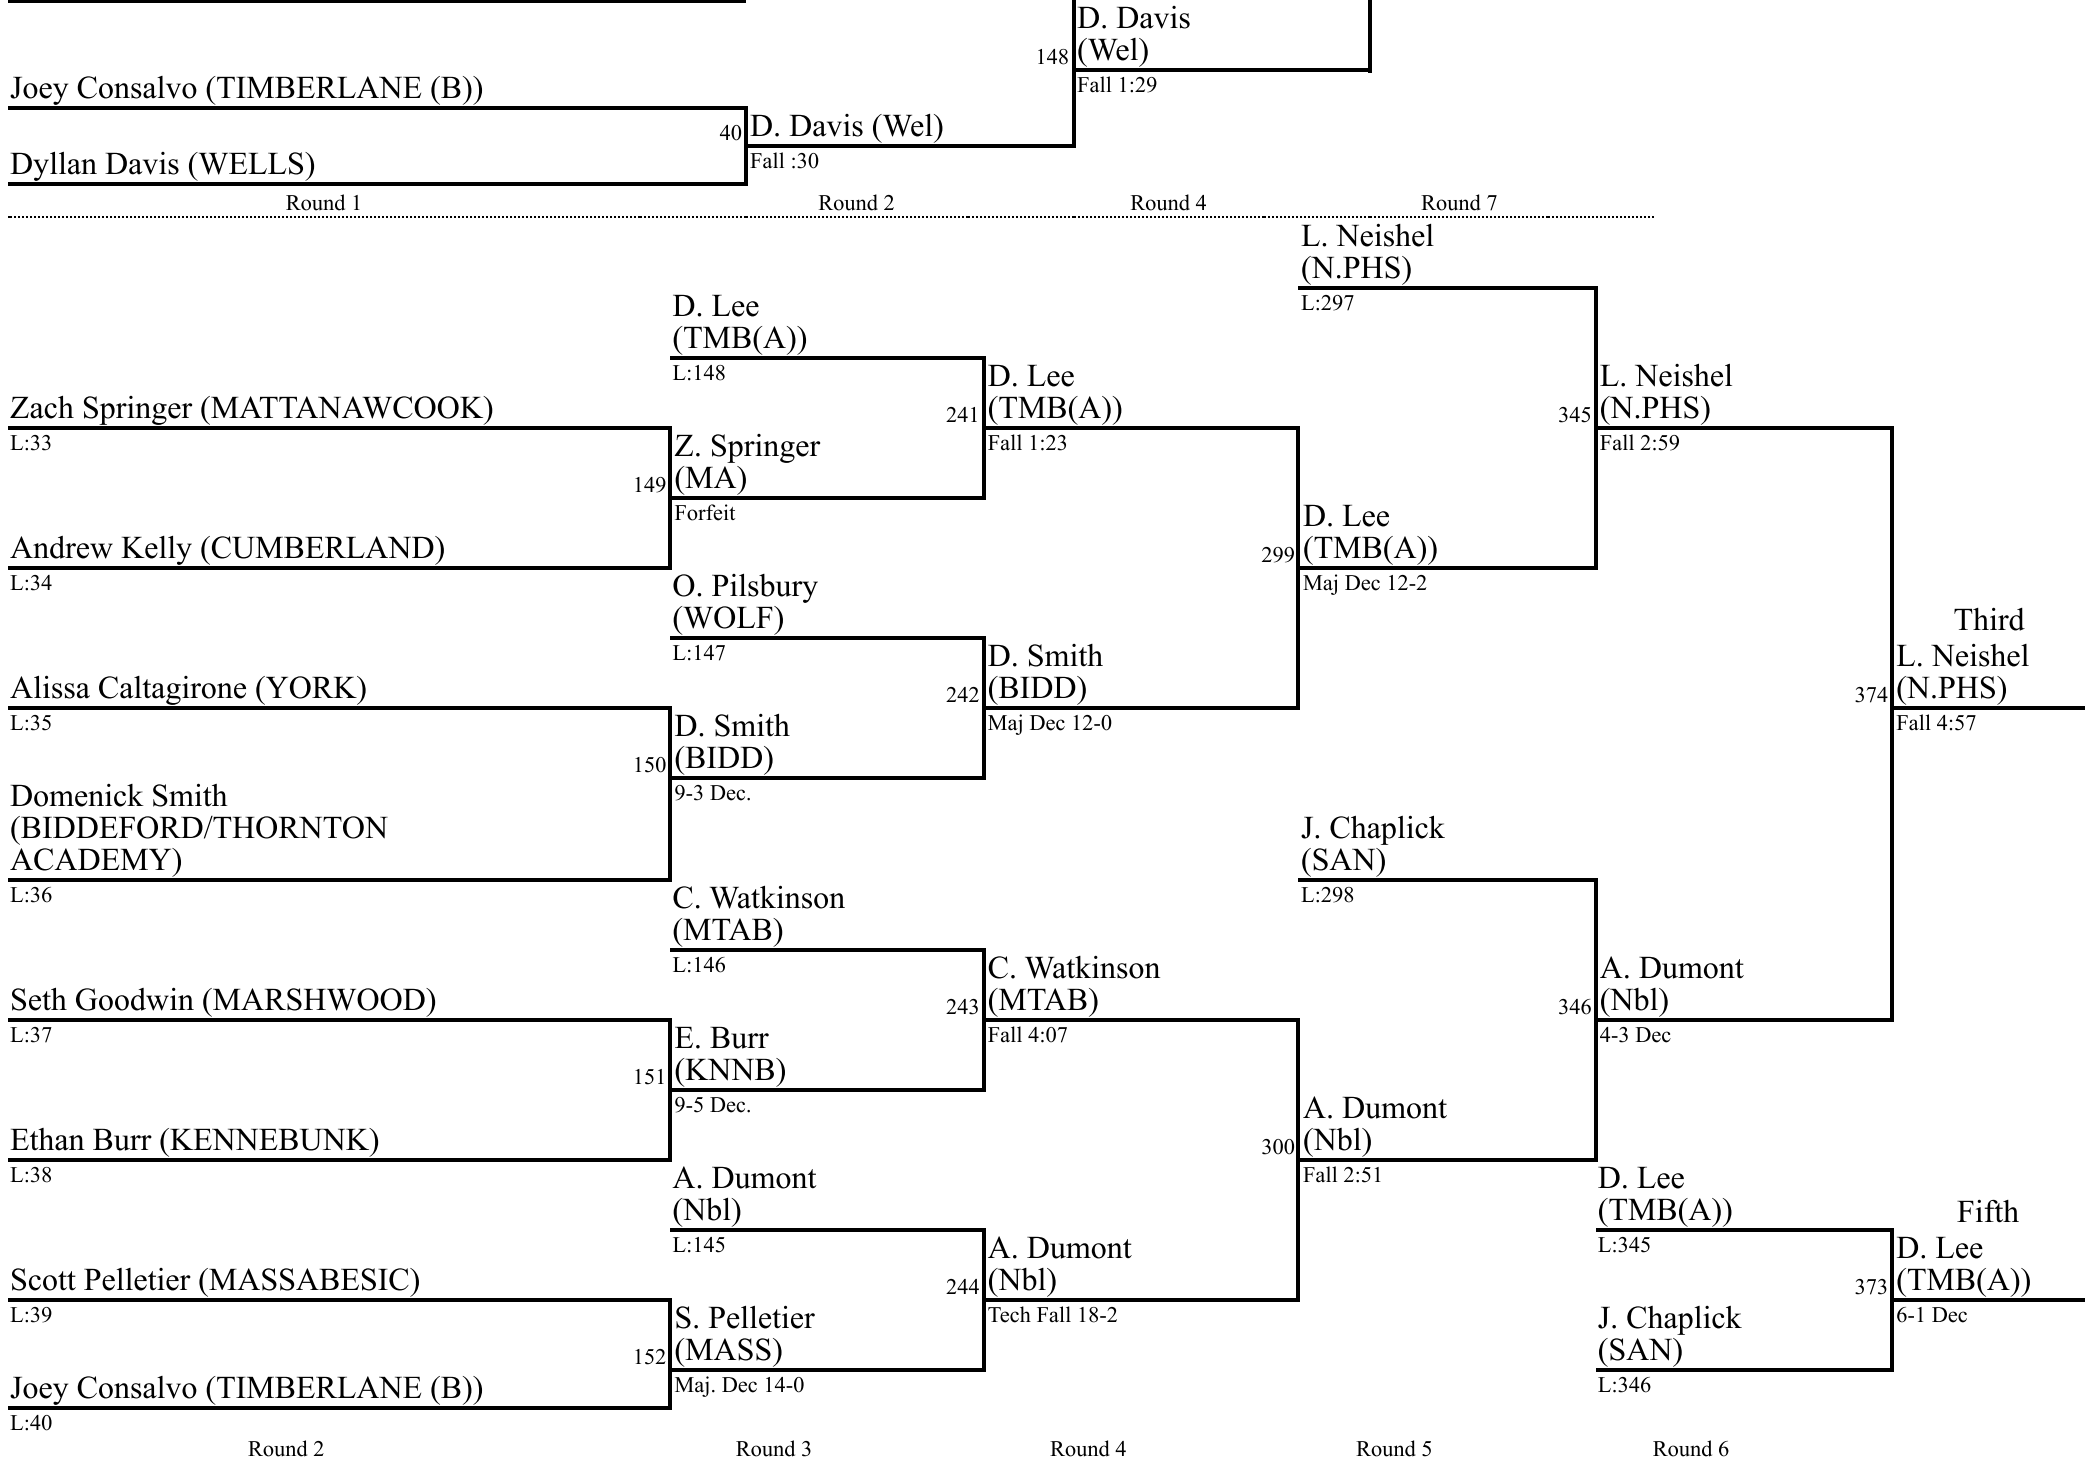 D. Davis
(Wel)
148
Fall 1:29
Joey Consalvo (TIMBERLANE (B))
40
D. Davis (Wel)
Fall :30
Dyllan Davis (WELLS)
Round 1
Round 2
Round 4
Round 7
L. Neishel
(N.PHS)
L:297
D. Lee
(TMB(A))
L:148
Zach Springer (MATTANAWCOOK)
L:33
149
Z. Springer
(MA)
Forfeit
241
D. Lee
(TMB(A))
Fall 1:23
345
L. Neishel
(N.PHS)
Fall 2:59
Andrew Kelly (CUMBERLAND)
L:34
299
D. Lee
(TMB(A))
Maj Dec 12-2
O. Pilsbury
(WOLF)
L:147
Alissa Caltagirone (YORK)
L:35
150
D. Smith
(BIDD)
9-3 Dec.
242
D. Smith
(BIDD)
Maj Dec 12-0
Third
374
L. Neishel
(N.PHS)
Fall 4:57
Domenick Smith
(BIDDEFORD/THORNTON
ACADEMY)
L:36
J. Chaplick
(SAN)
L:298
C. Watkinson
(MTAB)
L:146
Seth Goodwin (MARSHWOOD)
L:37
151
E. Burr
(KNNB)
9-5 Dec.
243
C. Watkinson
(MTAB)
Fall 4:07
346
A. Dumont
(Nbl)
4-3 Dec
Ethan Burr (KENNEBUNK)
L:38
300
A. Dumont
(Nbl)
Fall 2:51
A. Dumont
(Nbl)
L:145
D. Lee
(TMB(A))
L:345
Fifth
Scott Pelletier (MASSABESIC)
L:39
152
S. Pelletier
(MASS)
Maj. Dec 14-0
244
A. Dumont
(Nbl)
Tech Fall 18-2
373
D. Lee
(TMB(A))
6-1 Dec
J. Chaplick
(SAN)
L:346
Joey Consalvo (TIMBERLANE (B))
L:40
Round 2
Round 3
Round 4
Round 5
Round 6